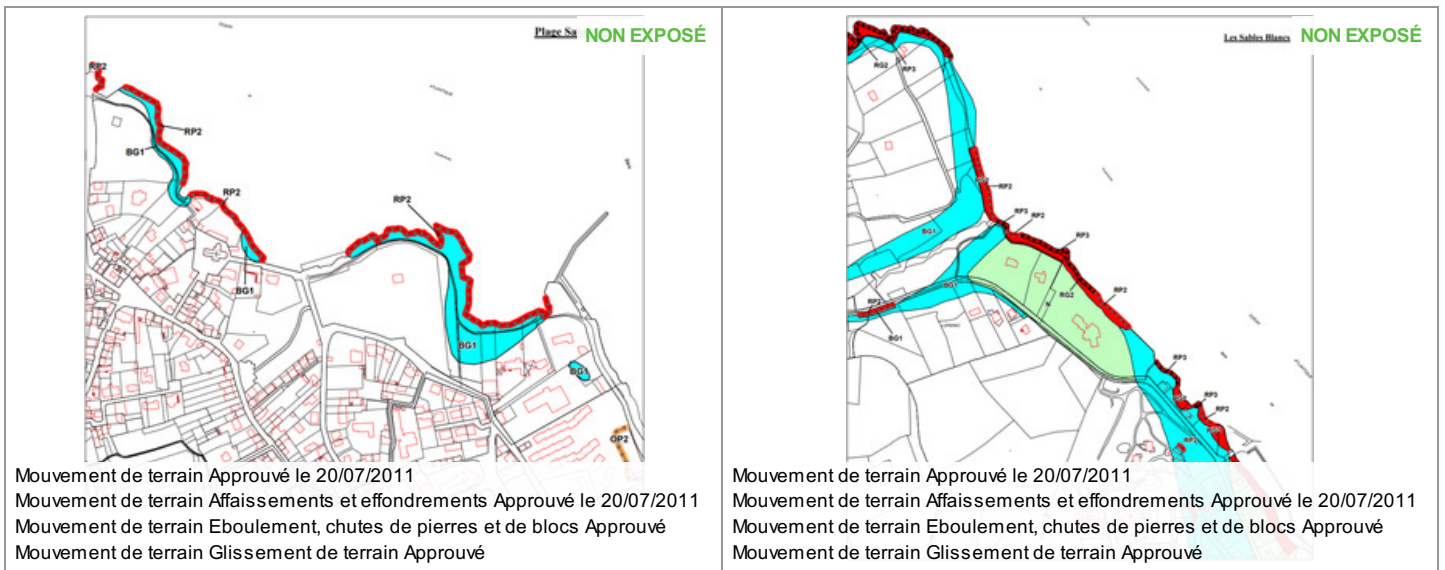 Plage Sa
NON EXPOSÉ
RP2
RP2
BG1
RP2
RP2
BG1
BG1
BG1
OP2
Mouvement de terrain Approuvé le 20/07/2011
Mouvement de terrain Affaissements et effondrements Approuvé le 20/07/2011
Mouvement de terrain Eboulement, chutes de pierres et de blocs Approuvé
Mouvement de terrain Glissement de terrain Approuvé
Les Sables Blancs
NON EXPOSÉ
RG2
RP3
RP2
RP3
RP2
BG1
RP3
BG1
RG2
RP2
RP2
BG1
RP3
RP3
RP2
RP2
Mouvement de terrain Approuvé le 20/07/2011
Mouvement de terrain Affaissements et effondrements Approuvé le 20/07/2011
Mouvement de terrain Eboulement, chutes de pierres et de blocs Approuvé
Mouvement de terrain Glissement de terrain Approuvé